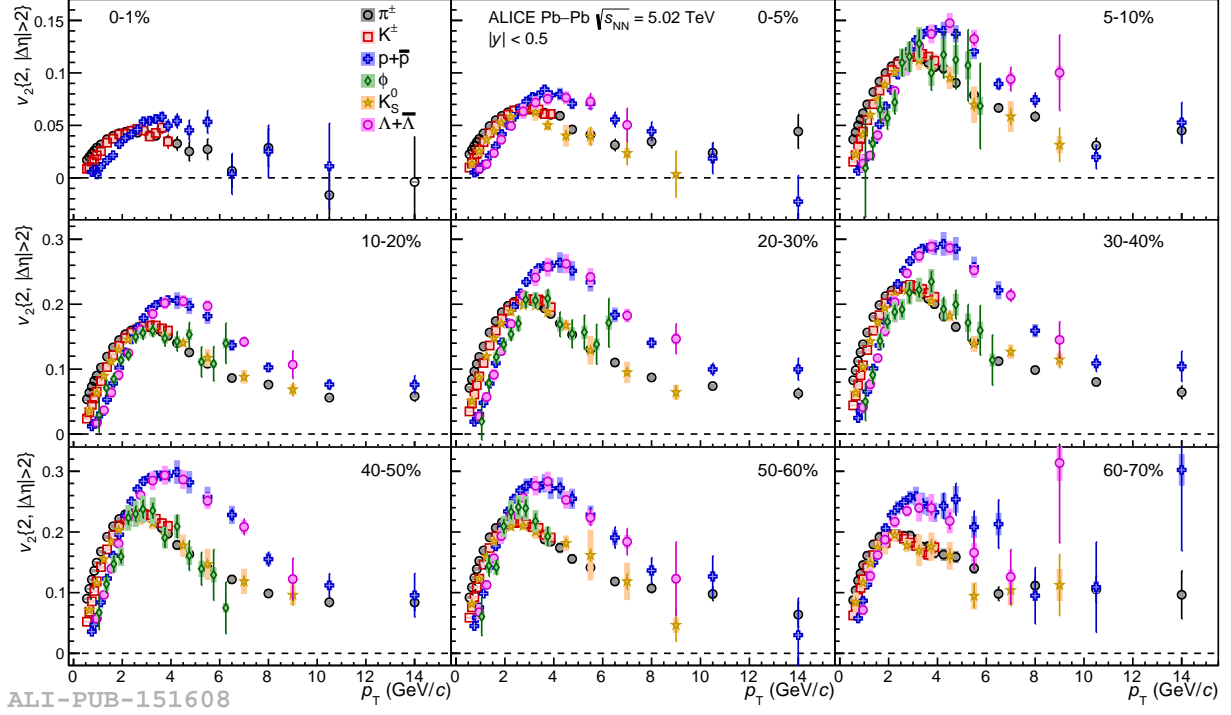 0-1%
ALICE Pb–Pb √sNN = 5.02 TeV
|y| < 0.5
0-5%
5-10%
π±
K±
p+p̅
ϕ
K0S
Λ+Λ̅
v2{2, |Δη|>2}
0.15
0.1
0.05
0
10-20%
20-30%
30-40%
v2{2, |Δη|>2}
0.3
0.2
0.1
0
40-50%
50-60%
60-70%
v2{2, |Δη|>2}
0.3
0.2
0.1
0
0 2 4 6 8 10 12 14
0 2 4 6 8 10 12 14
0 2 4 6 8 10 12 14
pT (GeV/c)
pT (GeV/c)
pT (GeV/c)
ALI-PUB-151608